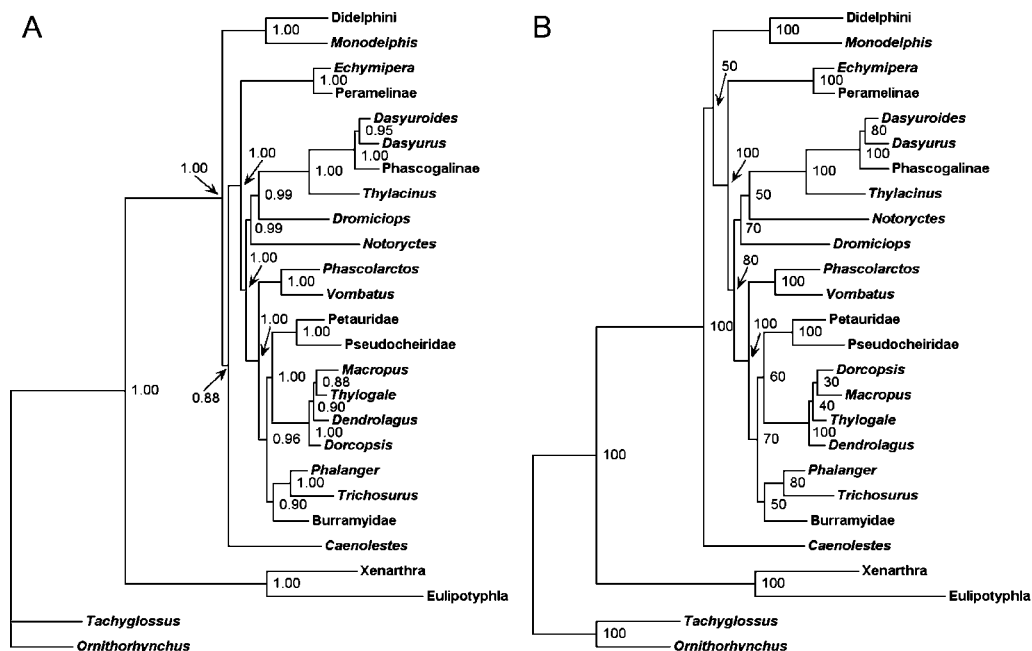 A
Didelphini
1.00
Monodelphis
Echymipera
1.00
Peramelinae
Dasyuroides
0.95
Dasyurus
1.00
1.00
Phascogalinae
1.00
1.00
Thylacinus
0.99
Dromiciops
0.99
Notoryctes
1.00
Phascolarctos
1.00
Vombatus
1.00
Petauridae
1.00
Pseudocheiridae
Macropus
1.00
0.88
0.88
Thylogale
0.90
1.00
Dendrolagus
1.00
0.96
Dorcopsis
Phalanger
1.00
Trichosurus
0.90
Burramyidae
Caenolestes
Xenarthra
1.00
Eulipotyphla
Tachyglossus
Ornithorhynchus
B
Didelphini
100
Monodelphis
50
Echymipera
100
Peramelinae
Dasyuroides
80
Dasyurus
100
100
Phascogalinae
100
Thylacinus
50
Notoryctes
70
Dromiciops
80
Phascolarctos
100
Vombatus
100
100
Petauridae
100
Pseudocheiridae
Dorcopsis
60
30
Macropus
40
Thylogale
100
70
Dendrolagus
100
Phalanger
80
Trichosurus
50
Burramyidae
Caenolestes
Xenarthra
100
Eulipotyphla
Tachyglossus
100
Ornithorhynchus